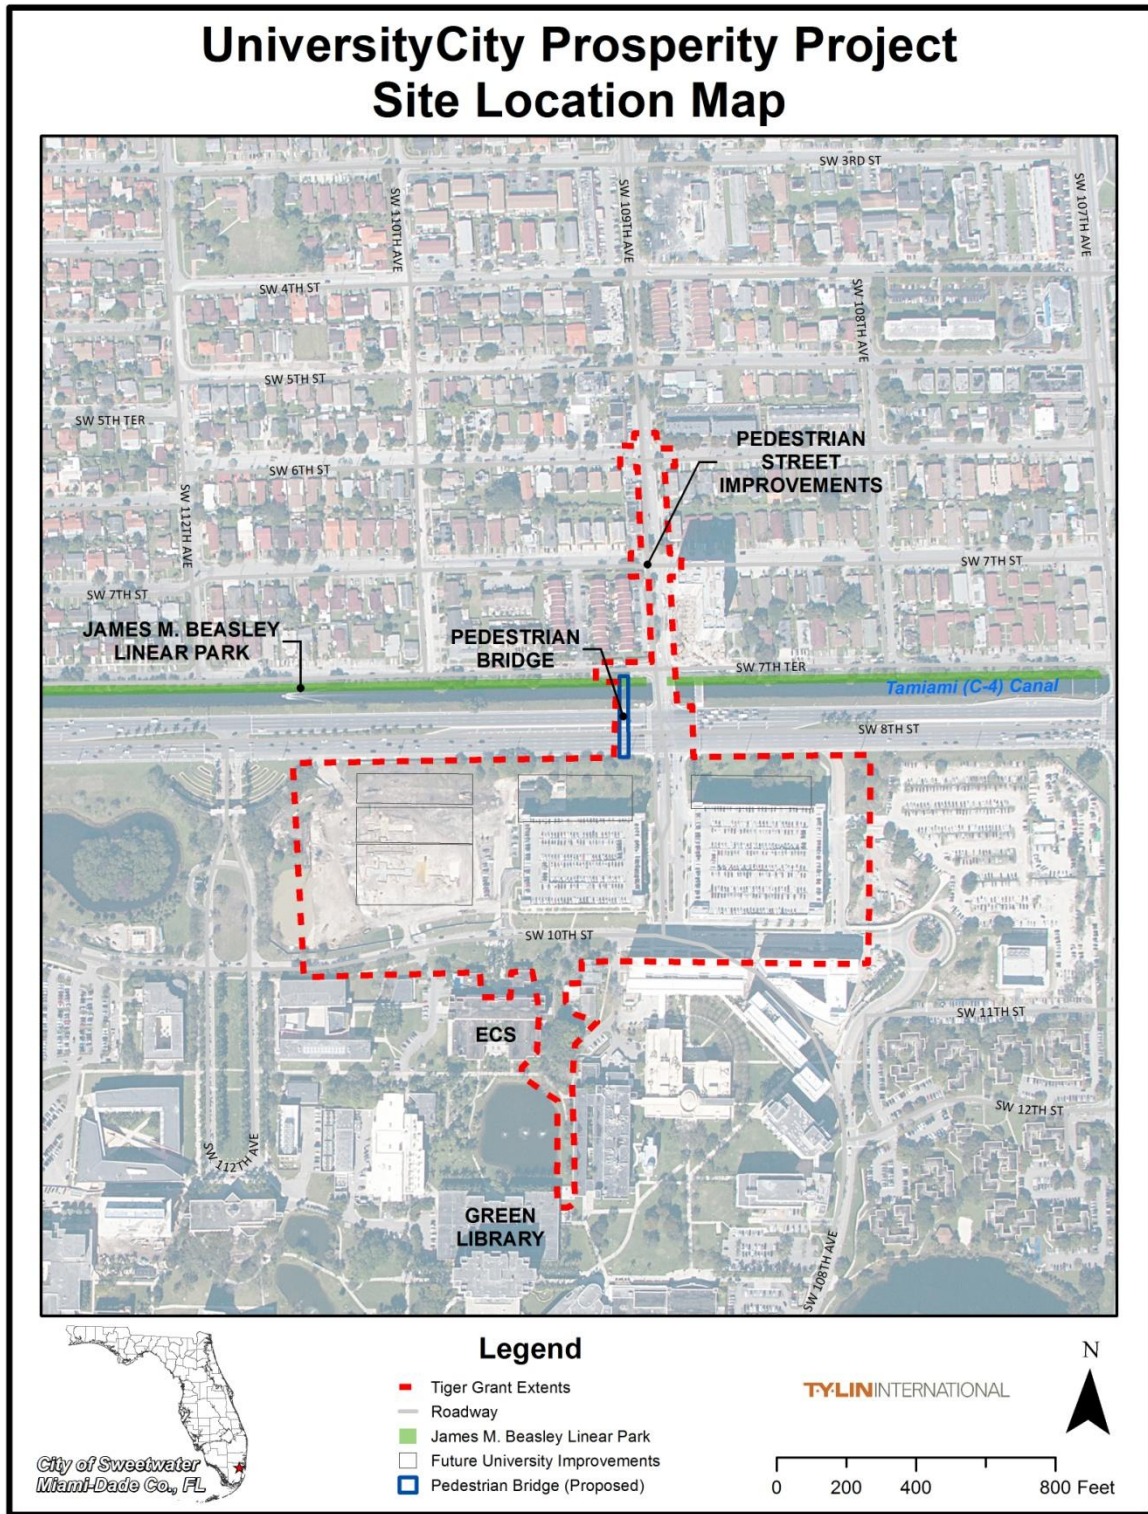 UniversityCity Prosperity Project
Site Location Map
SW 3RD ST
SW 110TH AVE
SW 109TH AVE
SW 107TH AVE
SW 4TH ST
SW 108TH AVE
SW 5TH ST
SW 5TH TER
PEDESTRIAN
STREET
IMPROVEMENTS
SW 6TH ST
SW 112TH AVE
SW 7TH ST
SW 7TH ST
JAMES M. BEASLEY
LINEAR PARK
PEDESTRIAN
BRIDGE
SW 7TH TER
Tamiami (C-4) Canal
SW 8TH ST
SW 10TH ST
ECS
SW 11TH ST
SW 12TH ST
SW 112TH AVE
GREEN
LIBRARY
SW 108TH AVE
City of Sweetwater
Miami-Dade Co., FL
Legend
Tiger Grant Extents
Roadway
James M. Beasley Linear Park
Future University Improvements
Pedestrian Bridge (Proposed)
T·Y·LININTERNATIONAL
N
0 200 400 800 Feet